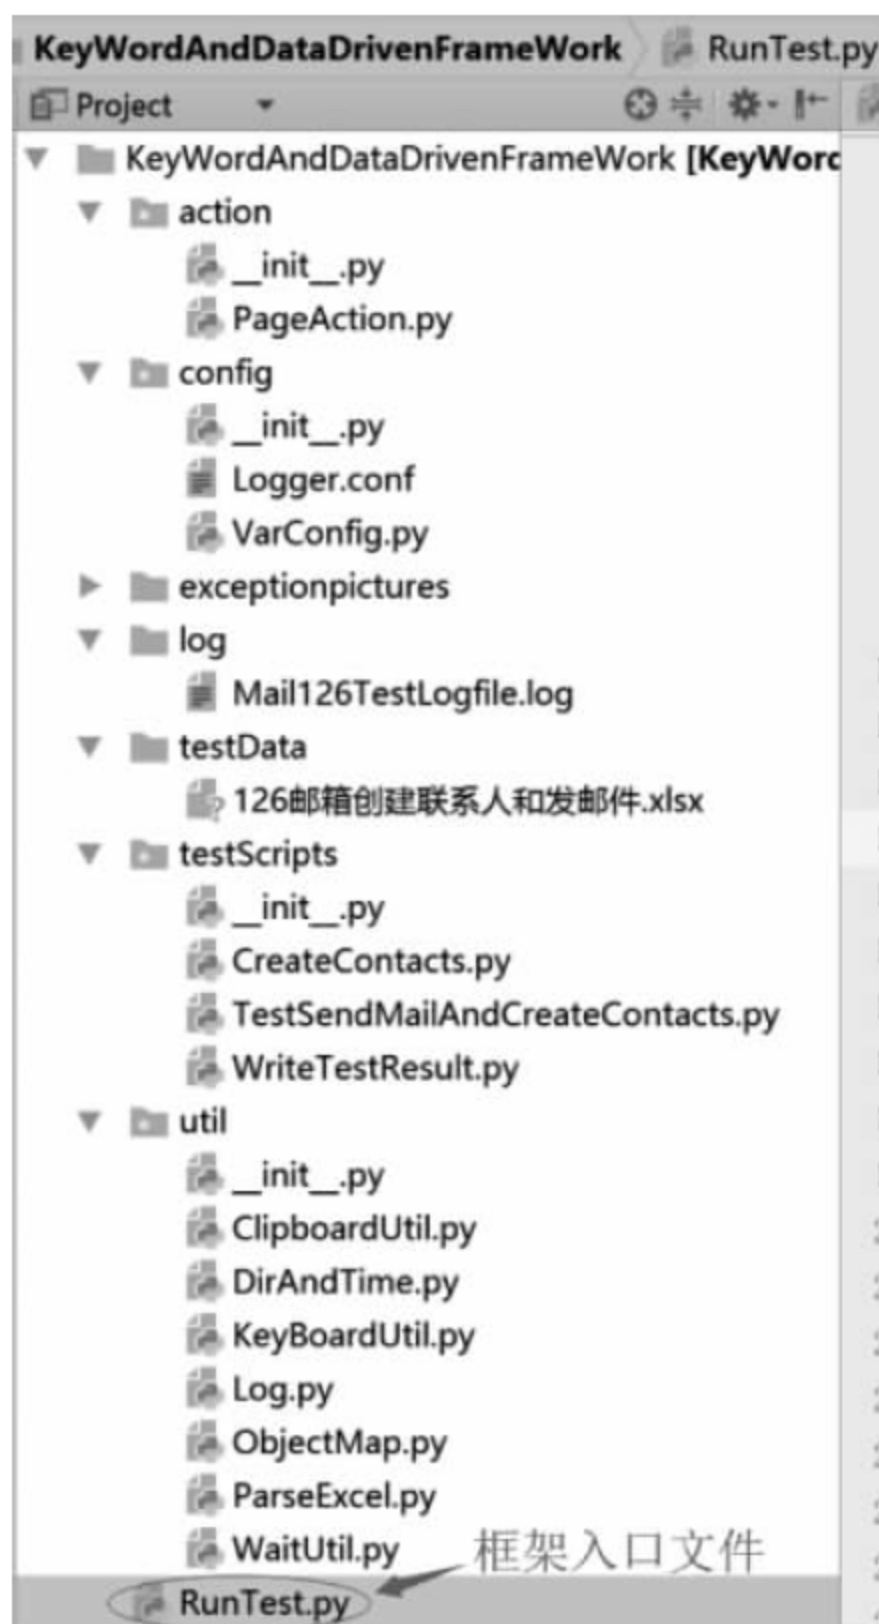 KeyWordAndDataDrivenFrameWork RunTest.py
Project
KeyWordAndDataDrivenFrameWork [KeyWord
action
__init__.py
PageAction.py
config
__init__.py
Logger.conf
VarConfig.py
exceptionpictures
log
Mail126TestLogfile.log
testData
126邮箱创建联系人和发邮件.xlsx
testScripts
__init__.py
CreateContacts.py
TestSendMailAndCreateContacts.py
WriteTestResult.py
util
__init__.py
ClipboardUtil.py
DirAndTime.py
KeyBoardUtil.py
Log.py
ObjectMap.py
ParseExcel.py
WaitUtil.py 框架入口文件
RunTest.py